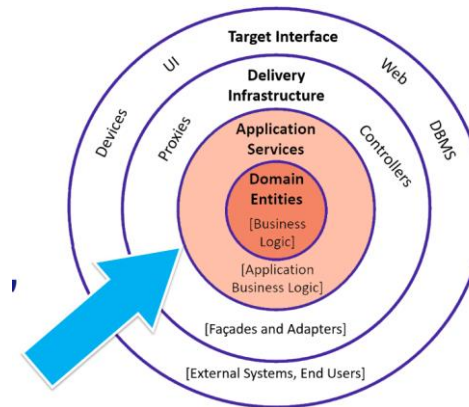 Target Interface
UI
Web
Devices
DBMS
Delivery
Infrastructure
Proxies
Controllers
Application
Services
Domain
Entities
[Business
Logic]
[Application
Business Logic]
[Façades and Adapters]
[External Systems, End Users]